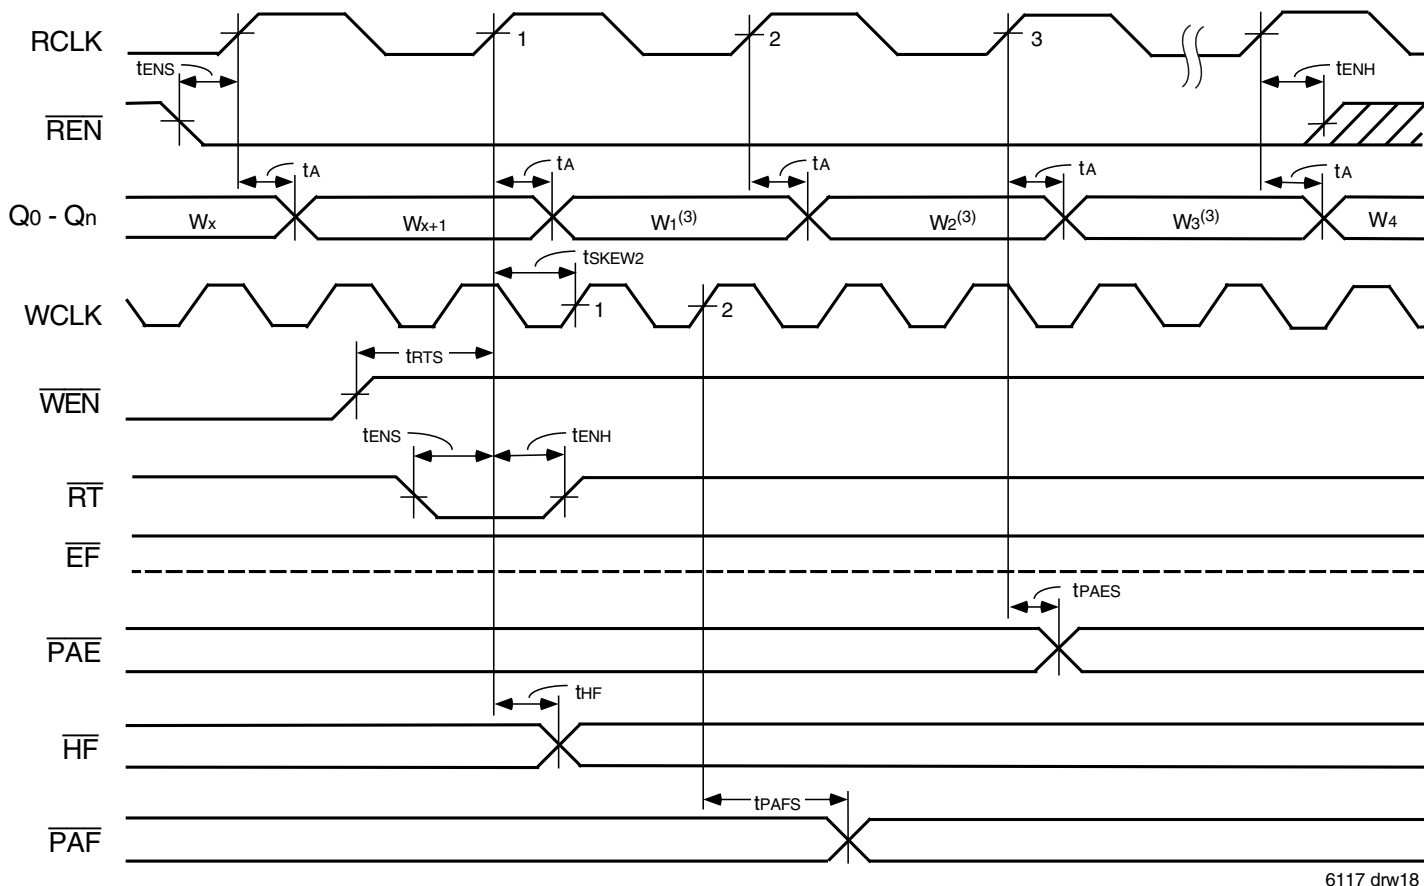 RCLK 1 2 3
tENS tENH
REN
tA tA tA tA tA
Q0 - Qn Wx Wx+1 W1(3) W2(3) W3(3) W4
tSKEW2
WCLK 1 2
tRTS
WEN
tENS tENH
RT
EF
tPAES
PAE
tHF
HF
tPAFS
PAF
6117 drw18